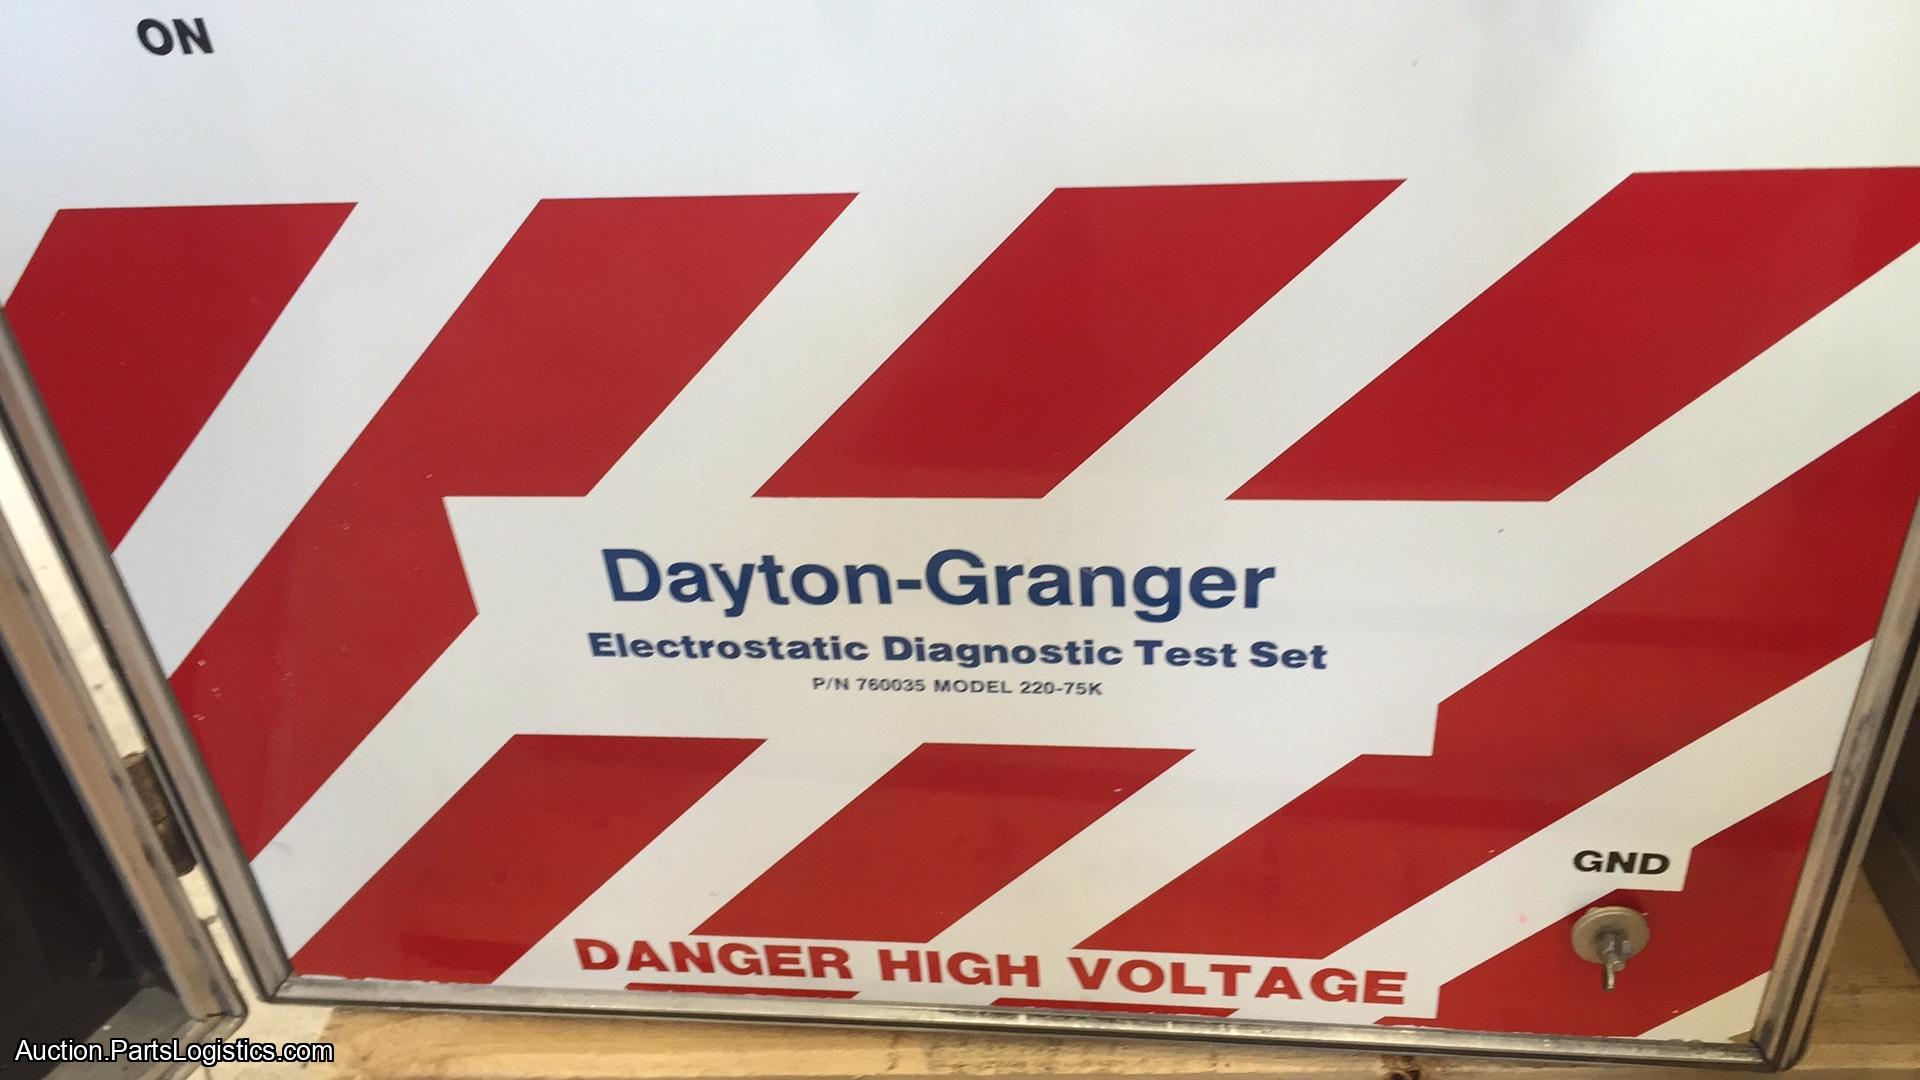 ON
Dayton-Granger
Electrostatic Diagnostic Test Set
P/N 760035 MODEL 220-75K
GND
DANGER HIGH VOLTAGE
Auction.PartsLogistics.com